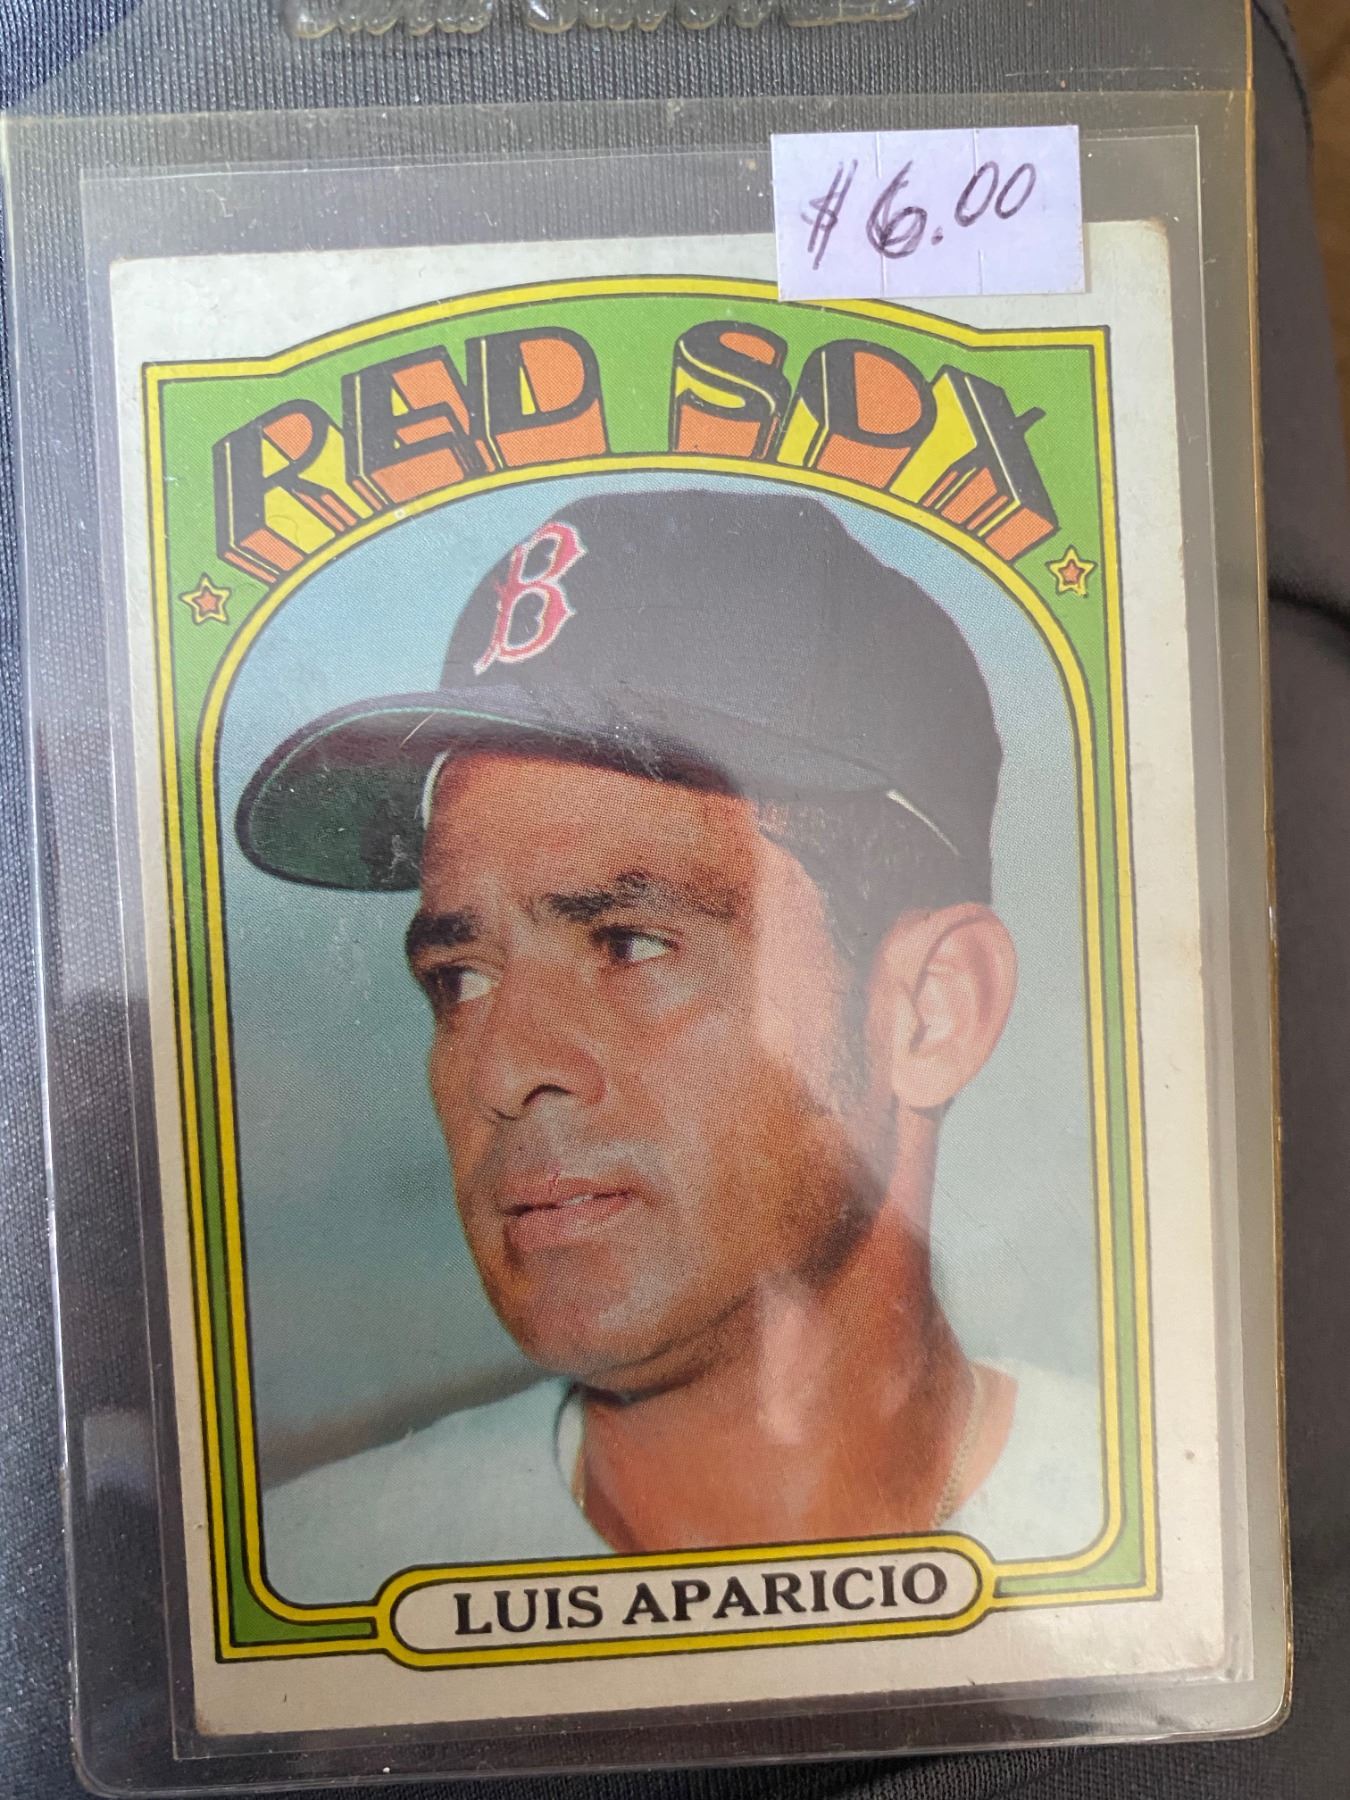 $6.00
RED SOX
B
LUIS APARICIO